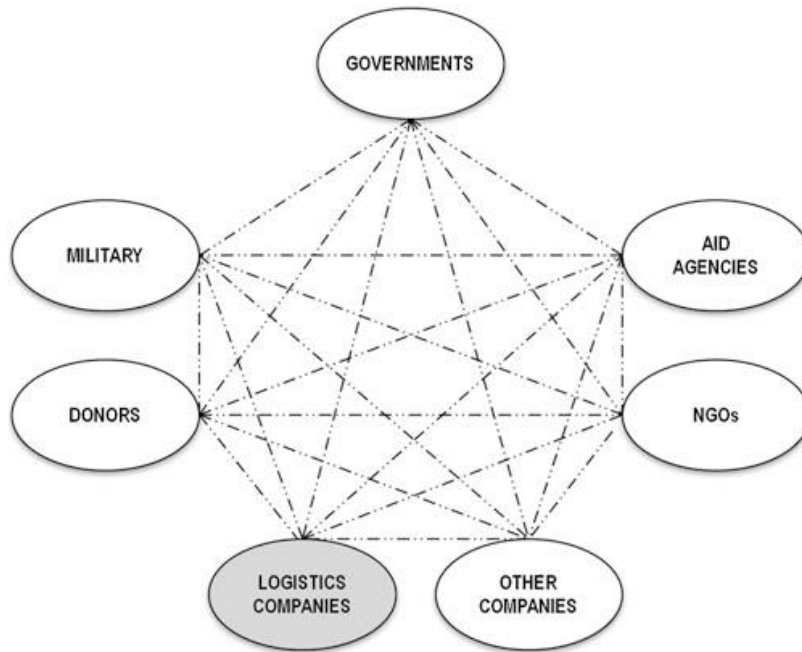 GOVERNMENTS
MILITARY
AID
AGENCIES
DONORS
NGOs
LOGISTICS
COMPANIES
OTHER
COMPANIES